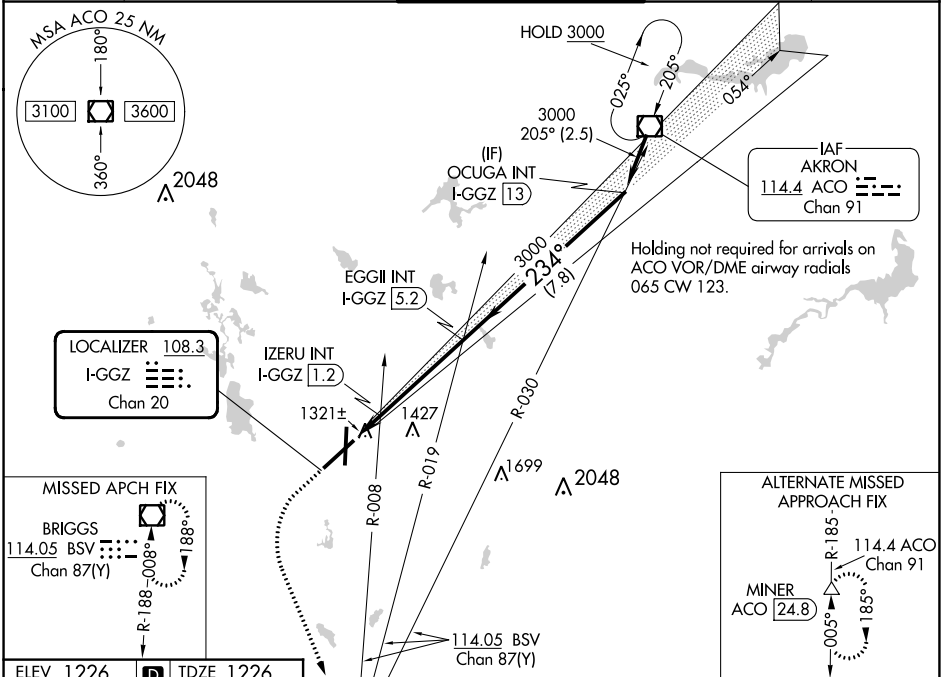 MSA ACO 25 NM
180°
3100
3600
360°
2048
HOLD 3000
025°
205°
054°
3000
205° (2.5)
(IF)
OCUGA INT
I-GGZ 13
IAF
AKRON
114.4 ACO
Chan 91
Holding not required for arrivals on
ACO VOR/DME airway radials
065 CW 123.
3000
234°
(7.8)
EGGII INT
I-GGZ 5.2
LOCALIZER 108.3
I-GGZ
Chan 20
IZERU INT
I-GGZ 1.2
1321±
1427
R-030
R-019
R-008
1699
2048
MISSED APCH FIX
BRIGGS
114.05 BSV
Chan 87(Y)
188°
R-188
008°
114.05 BSV
Chan 87(Y)
ALTERNATE MISSED
APPROACH FIX
R-185
114.4 ACO
Chan 91
MINER
ACO 24.8
005°
185°
ELEV 1226
D
TDZE 1226